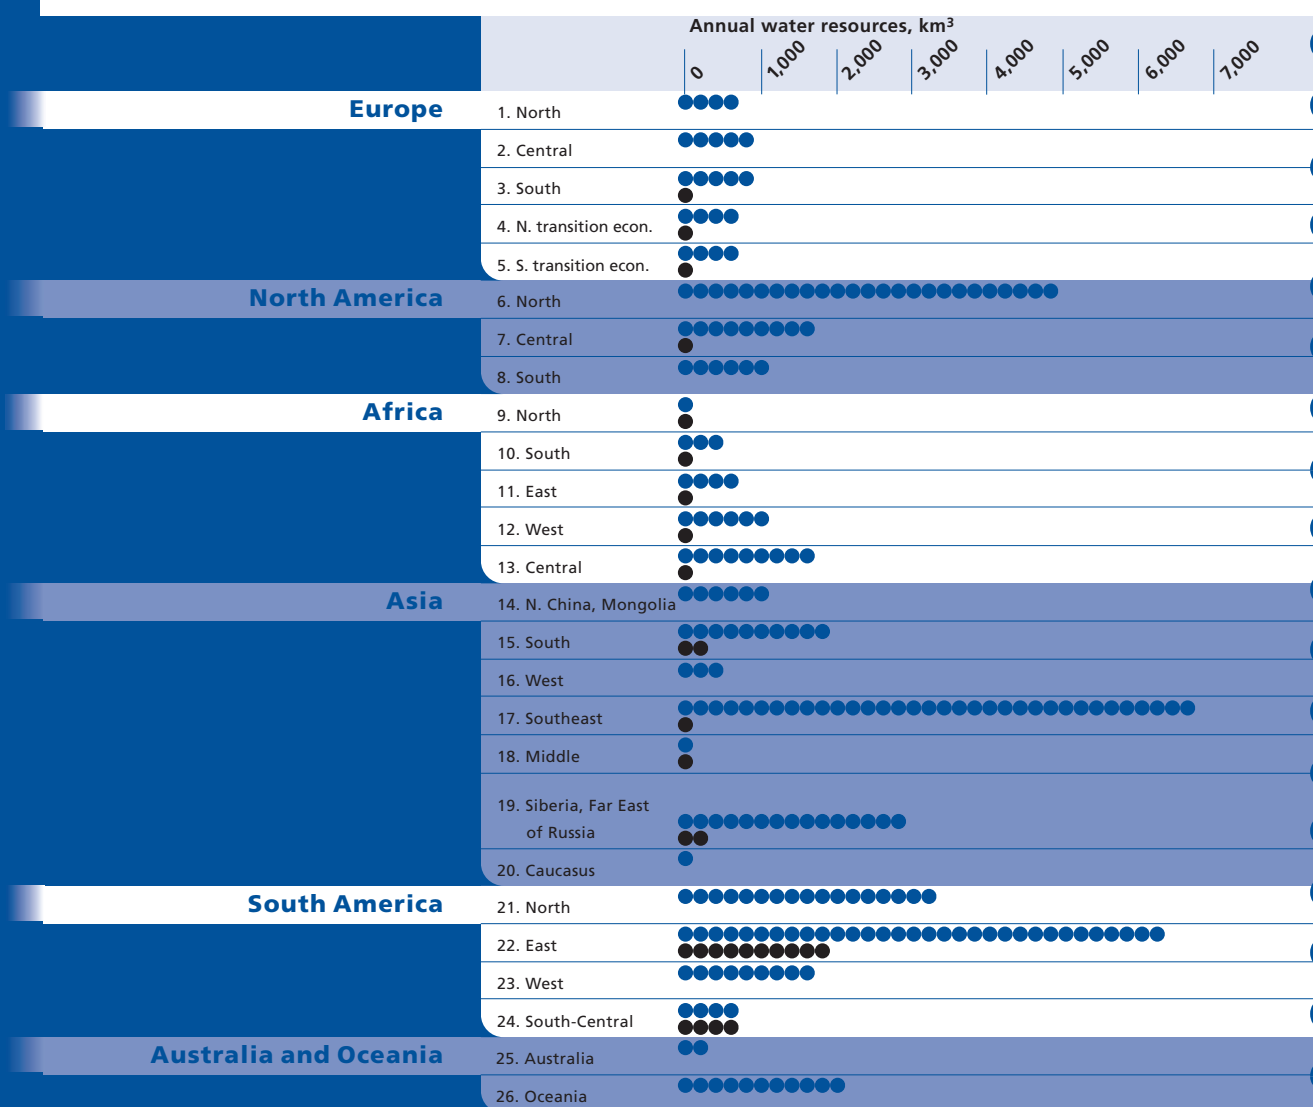 Annual water resources, km³
0 1,000 2,000 3,000 4,000 5,000 6,000 7,000
Europe
1. North
2. Central
3. South
4. N. transition econ.
5. S. transition econ.
North America
6. North
7. Central
8. South
Africa
9. North
10. South
11. East
12. West
13. Central
Asia
14. N. China, Mongolia
15. South
16. West
17. Southeast
18. Middle
19. Siberia, Far East
of Russia
20. Caucasus
South America
21. North
22. East
23. West
24. South-Central
Australia and Oceania
25. Australia
26. Oceania